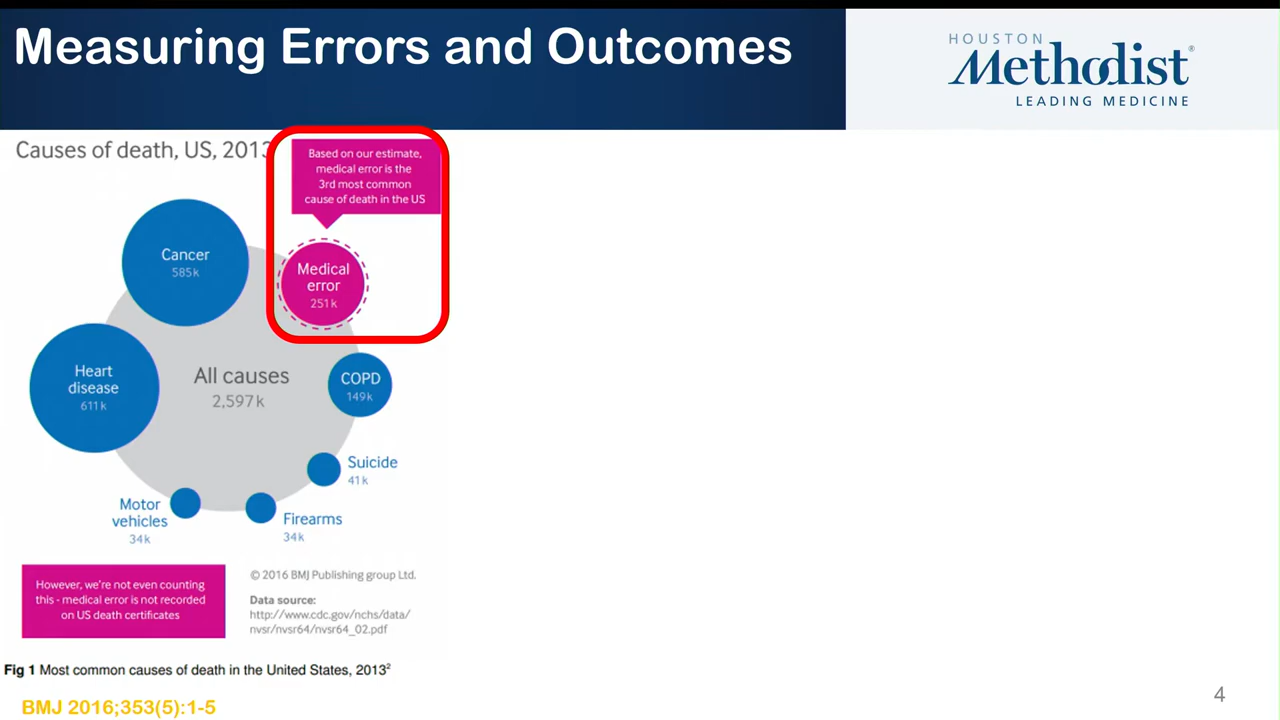 Measuring Errors and Outcomes
HOUSTON
Methodist®
LEADING MEDICINE
Causes of death, US, 2013
Based on our estimate,
medical error is the
3rd most common
cause of death in the US
Cancer
585k
Medical
error
251k
Heart
disease
611k
All causes
2,597k
COPD
149k
Suicide
41k
Motor
vehicles
34k
Firearms
34k
However, we're not even counting
this - medical error is not recorded
on US death certificates
© 2016 BMJ Publishing group Ltd.
Data source:
http://www.cdc.gov/nchs/data/
nvsr/nvsr64/nvsr64_02.pdf
Fig 1 Most common causes of death in the United States, 2013²
BMJ 2016;353(5):1-5
4